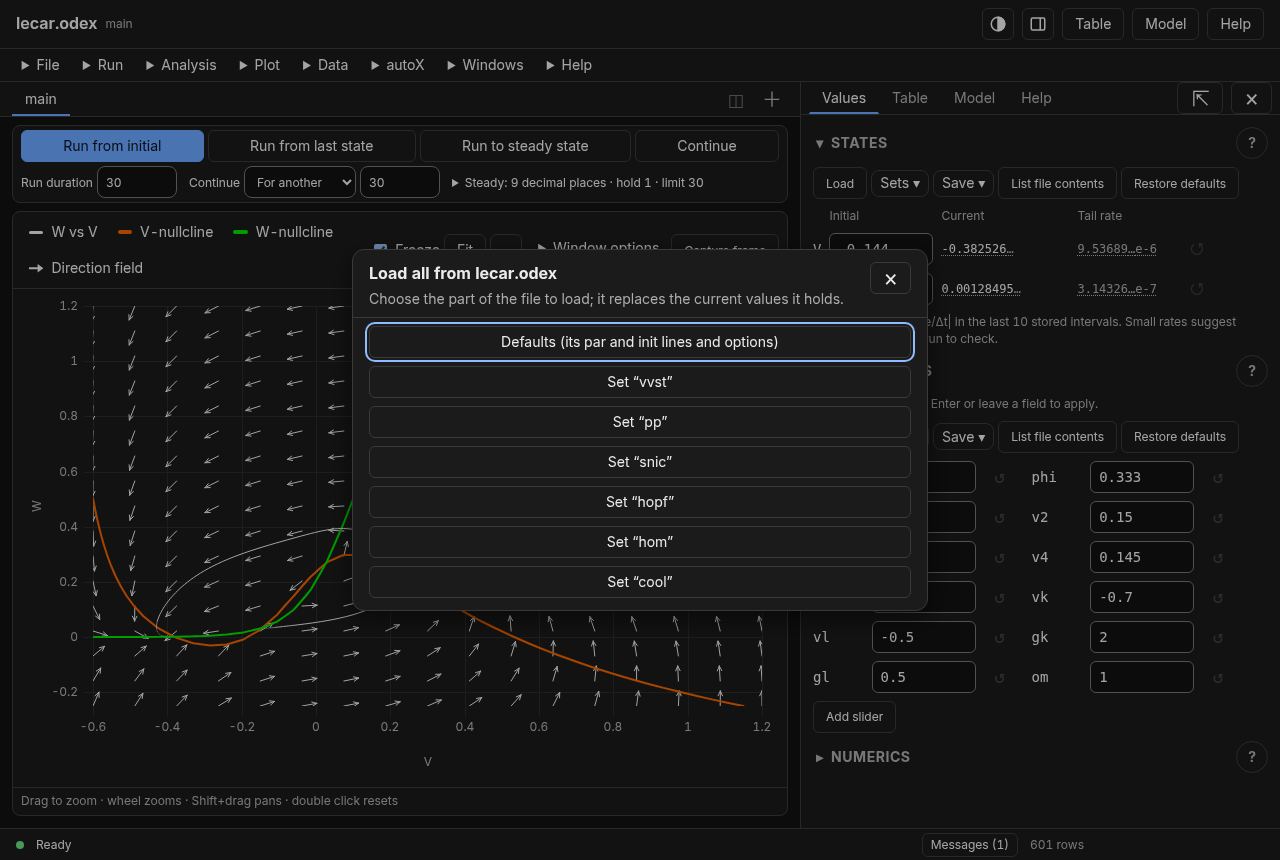 lecar.odex main Table Model Help
File Run Analysis Plot Data autoX Windows Help
main
Values Table Model Help
Run from initial Run from last state Run to steady state Continue
Run duration 30 Continue For another 30 Steady: 9 decimal places · hold 1 · limit 30
W vs V V-nullcline W-nullcline
Direction field
STATES ?
Load Sets ▾ Save ▾ List file contents Restore defaults
Initial Current Tail rate
-0.382526… 9.53689…e-6
0.00128495… 3.14326…e-7
in the last 10 stored intervals. Small rates suggest
run to check.
Load all from lecar.odex
Choose the part of the file to load; it replaces the current values it holds.
Defaults (its par and init lines and options)
Set “vvst”
Set “pp”
Set “snic”
Set “hopf”
Set “hom”
Set “cool”
?
Enter or leave a field to apply.
Save ▾ List file contents Restore defaults
phi 0.333
v2 0.15
v4 0.145
vk -0.7
vl -0.5 gk 2
gl 0.5 om 1
Add slider
NUMERICS ?
1.2
1
0.8
0.6
W
0.4
0.2
0
-0.2
-0.6 -0.4 -0.2 0 0.2 0.4 0.6 0.8 1 1.2
V
Drag to zoom · wheel zooms · Shift+drag pans · double click resets
Ready Messages (1) 601 rows